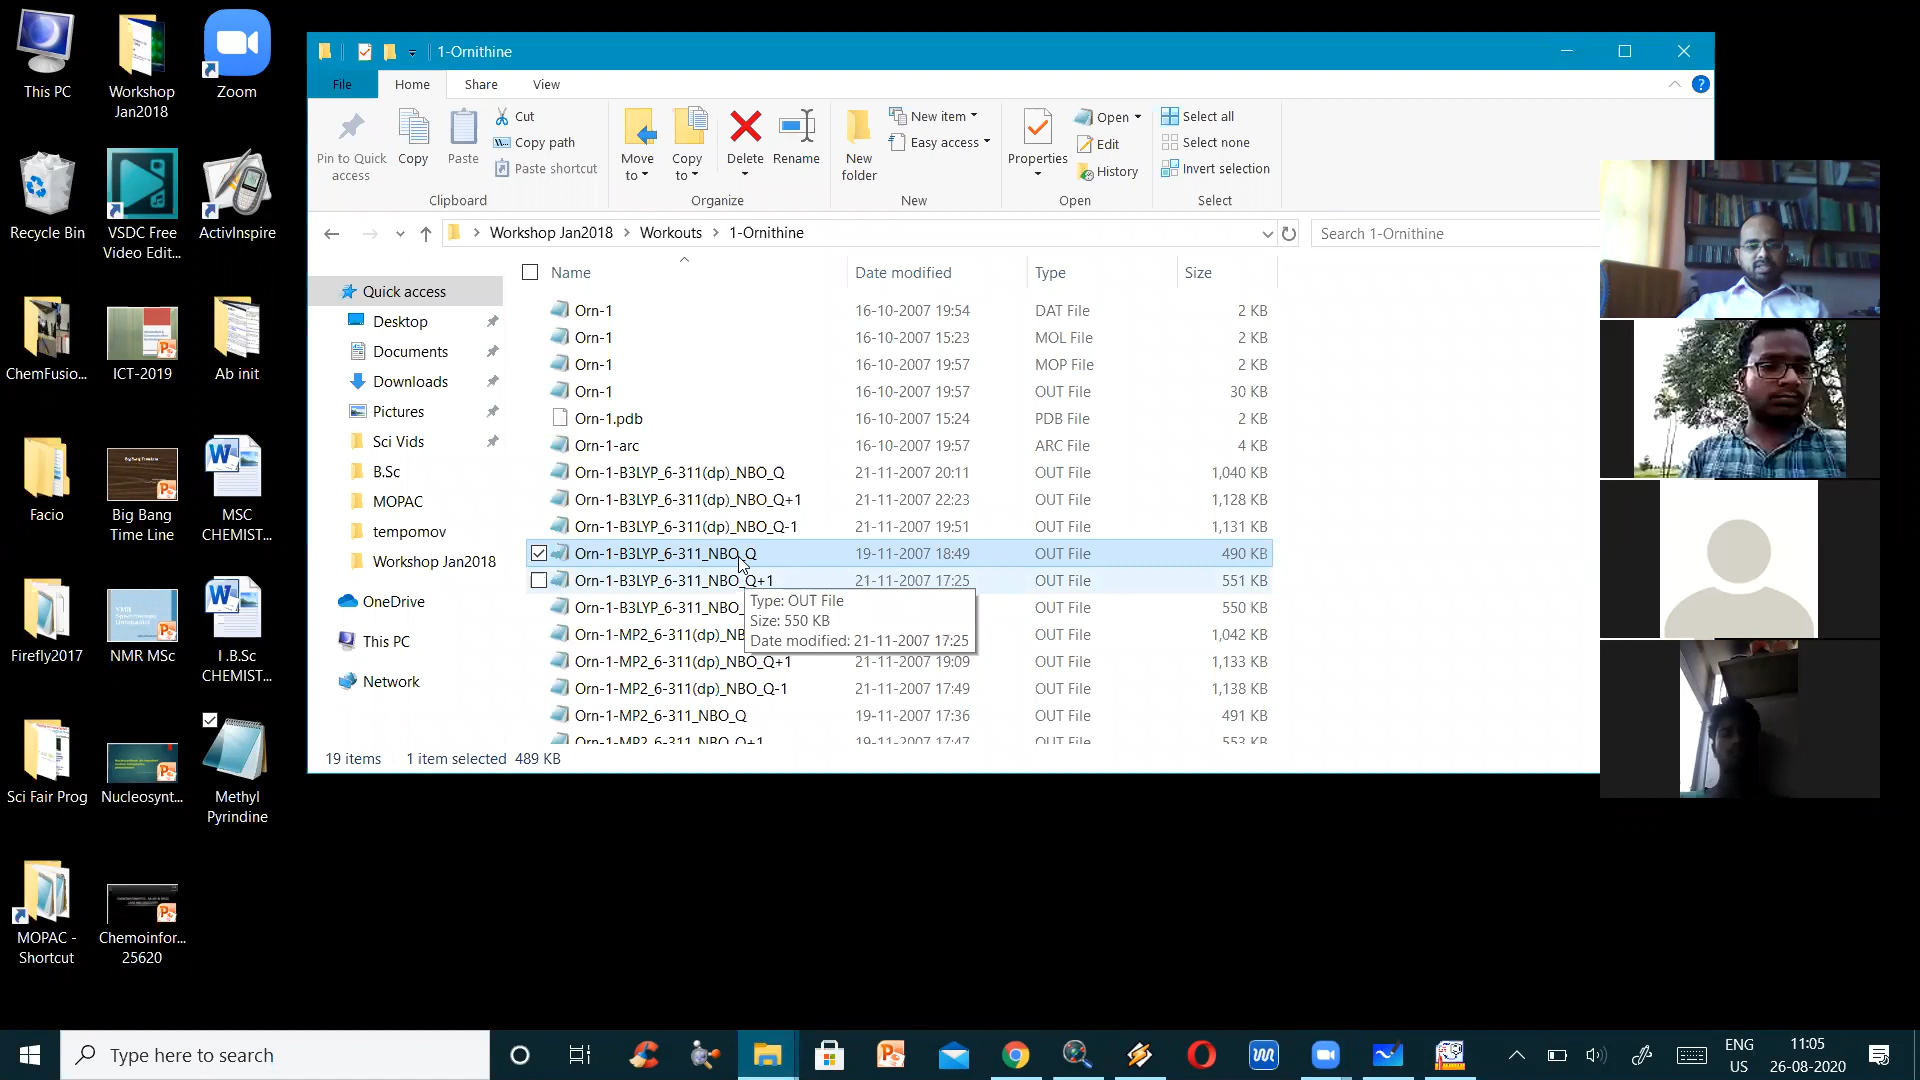 This PC
Workshop
Jan2018
Zoom
Recycle Bin
VSDC Free
Video Edit...
ActivInspire
ChemFusio...
ICT-2019
Ab init
Facio
Big Bang
Time Line
MSC
CHEMIST...
Firefly2017
NMR MSc
I .B.Sc
CHEMIST...
Sci Fair Prog
Nucleosynt...
Methyl
Pyrindine
MOPAC -
Shortcut
Chemoinfor...
25620
1-Ornithine
File
Home
Share
View
Pin to Quick
access
Copy
Paste
Cut
Copy path
Paste shortcut
Clipboard
Move
to
Copy
to
Delete
Rename
Organize
New
folder
New item
Easy access
New
Properties
Open
Edit
History
Open
Select all
Select none
Invert selection
Select
Workshop Jan2018 > Workouts > 1-Ornithine
Search 1-Ornithine
Quick access
Desktop
Documents
Downloads
Pictures
Sci Vids
B.Sc
MOPAC
tempomov
Workshop Jan2018
OneDrive
This PC
Network
Name Date modified Type Size
Orn-1 16-10-2007 19:54 DAT File 2 KB
Orn-1 16-10-2007 15:23 MOL File 2 KB
Orn-1 16-10-2007 19:57 MOP File 2 KB
Orn-1 16-10-2007 19:57 OUT File 30 KB
Orn-1.pdb 16-10-2007 15:24 PDB File 2 KB
Orn-1-arc 16-10-2007 19:57 ARC File 4 KB
Orn-1-B3LYP_6-311(dp)_NBO_Q 21-11-2007 20:11 OUT File 1,040 KB
Orn-1-B3LYP_6-311(dp)_NBO_Q+1 21-11-2007 22:23 OUT File 1,128 KB
Orn-1-B3LYP_6-311(dp)_NBO_Q-1 21-11-2007 19:51 OUT File 1,131 KB
Orn-1-B3LYP_6-311_NBO_Q 19-11-2007 18:49 OUT File 490 KB
Orn-1-B3LYP_6-311_NBO_Q+1 21-11-2007 17:25 OUT File 551 KB
Orn-1-B3LYP_6-311_NBO_ OUT File 550 KB
Orn-1-MP2_6-311(dp)_NB OUT File 1,042 KB
Orn-1-MP2_6-311(dp)_NBO_Q+1 21-11-2007 19:09 OUT File 1,133 KB
Orn-1-MP2_6-311(dp)_NBO_Q-1 21-11-2007 17:49 OUT File 1,138 KB
Orn-1-MP2_6-311_NBO_Q 19-11-2007 17:36 OUT File 491 KB
Orn-1-MP2_6-311_NBO_Q+1 19-11-2007 17:47 OUT File 553 KB
Type: OUT File
Size: 550 KB
Date modified: 21-11-2007 17:25
19 items 1 item selected 489 KB
Type here to search
ENG
US
11:05
26-08-2020